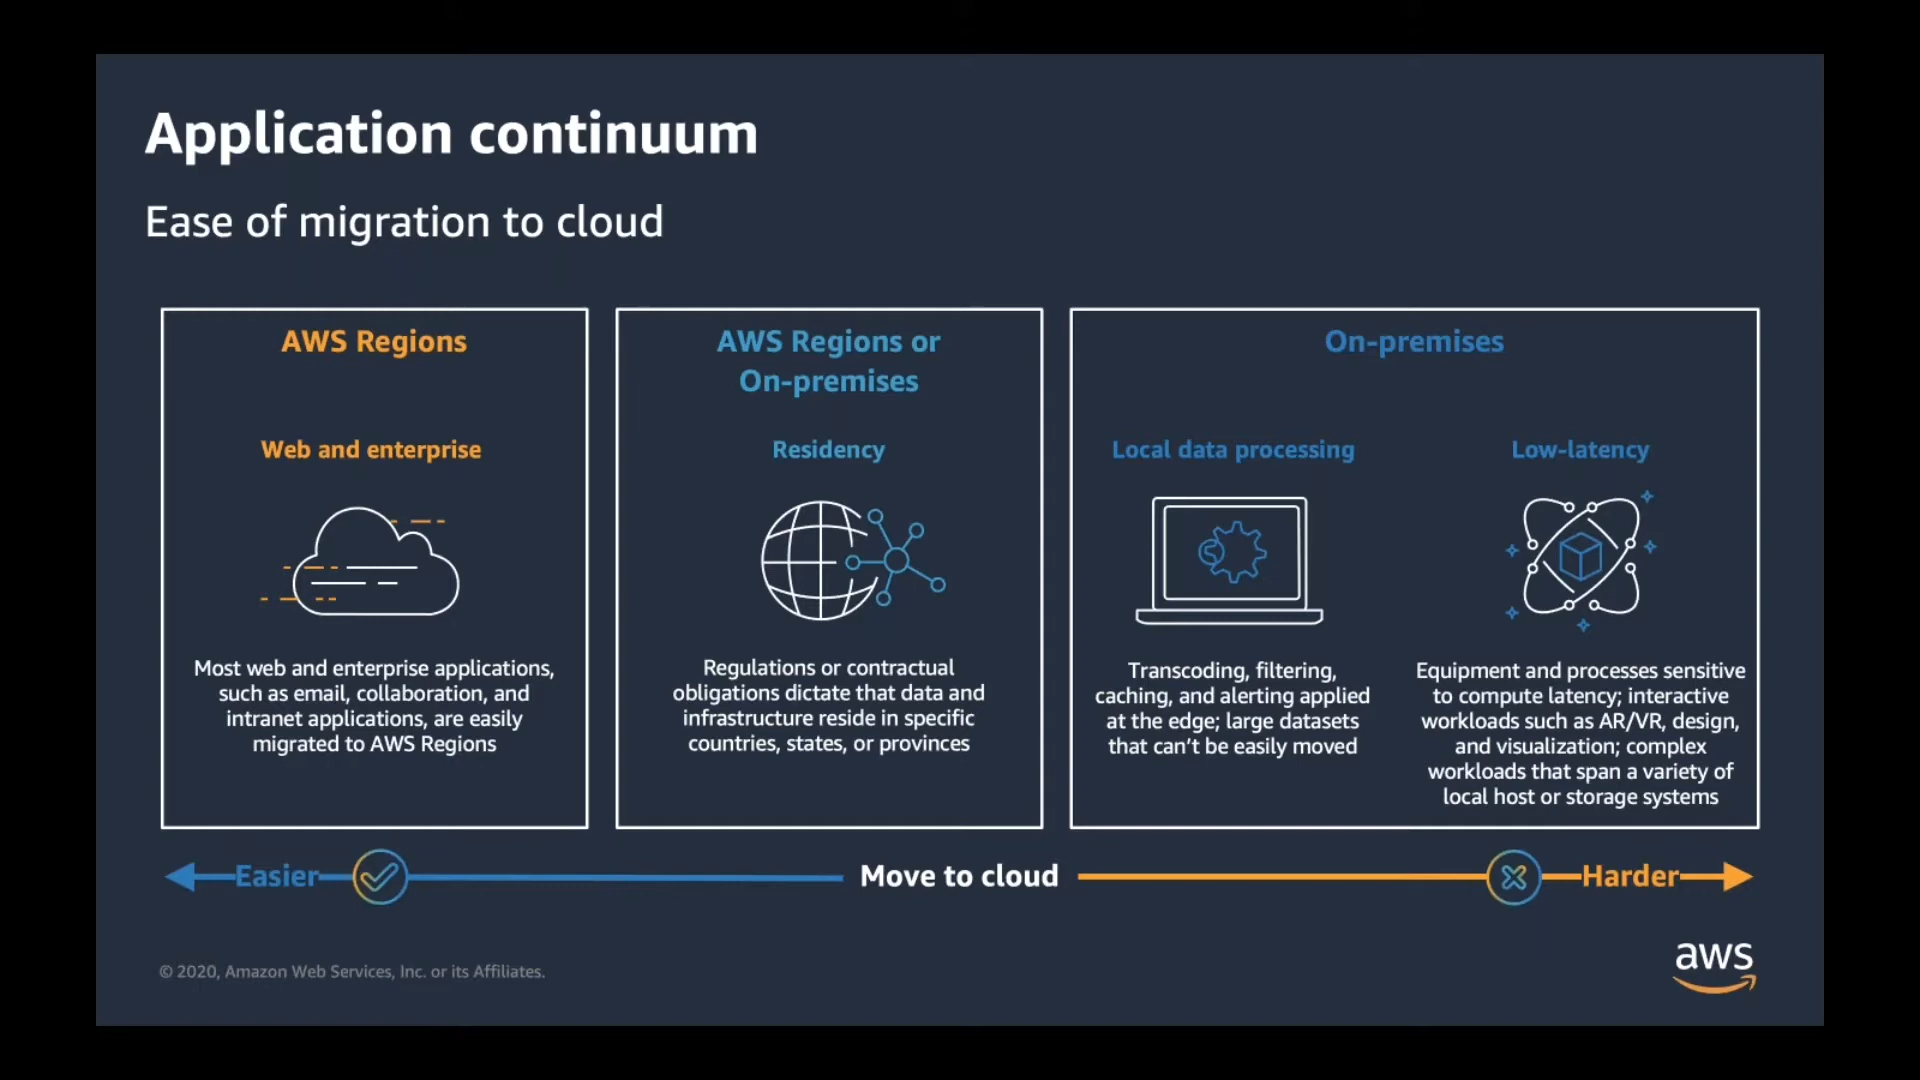 Application continuum
Ease of migration to cloud
AWS Regions
Web and enterprise
Most web and enterprise applications,
such as email, collaboration, and
intranet applications, are easily
migrated to AWS Regions
AWS Regions or
On-premises
Residency
Regulations or contractual
obligations dictate that data and
infrastructure reside in specific
countries, states, or provinces
On-premises
Local data processing
Transcoding, filtering,
caching, and alerting applied
at the edge; large datasets
that can't be easily moved
Low-latency
Equipment and processes sensitive
to compute latency; interactive
workloads such as AR/VR, design,
and visualization; complex
workloads that span a variety of
local host or storage systems
Easier
Move to cloud
Harder
© 2020, Amazon Web Services, Inc. or its Affiliates.
aws